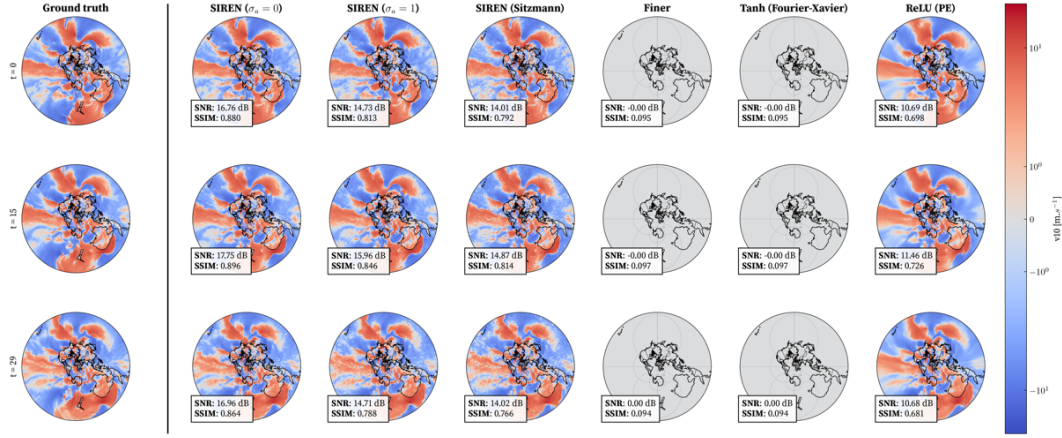 Ground truth
SIREN (σ_a = 0)
SIREN (σ_a = 1)
SIREN (Sitzmann)
Finer
Tanh (Fourier-Xavier)
ReLU (PE)
t = 0
SNR: 16.76 dB
SSIM: 0.880
SNR: 14.73 dB
SSIM: 0.813
SNR: 14.01 dB
SSIM: 0.792
SNR: -0.00 dB
SSIM: 0.095
SNR: -0.00 dB
SSIM: 0.095
SNR: 10.69 dB
SSIM: 0.698
t = 15
SNR: 17.75 dB
SSIM: 0.896
SNR: 15.96 dB
SSIM: 0.846
SNR: 14.87 dB
SSIM: 0.814
SNR: -0.00 dB
SSIM: 0.097
SNR: -0.00 dB
SSIM: 0.097
SNR: 11.46 dB
SSIM: 0.726
t = 29
SNR: 16.96 dB
SSIM: 0.864
SNR: 14.71 dB
SSIM: 0.788
SNR: 14.02 dB
SSIM: 0.766
SNR: 0.00 dB
SSIM: 0.094
SNR: 0.00 dB
SSIM: 0.094
SNR: 10.68 dB
SSIM: 0.681
10¹
10⁰
0
−10⁰
−10¹
v10 [m.s⁻¹]